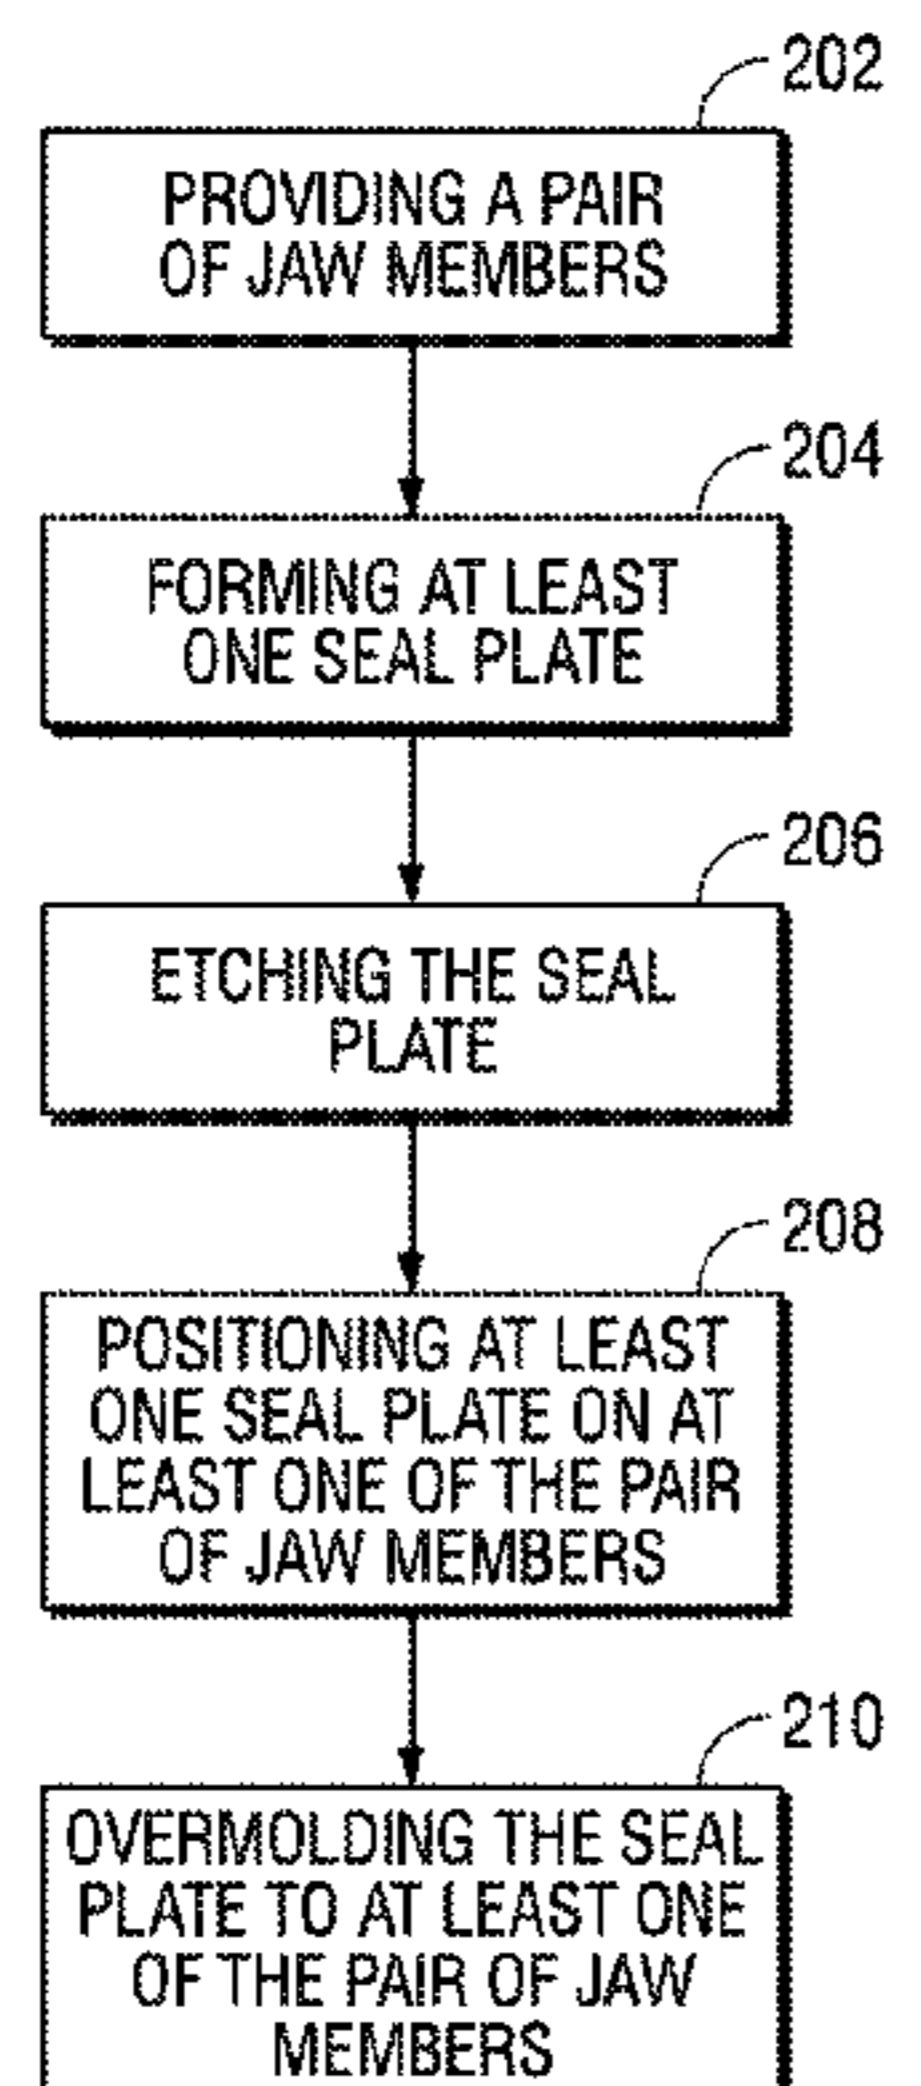 202
PROVIDING A PAIR
OF JAW MEMBERS
204
FORMING AT LEAST
ONE SEAL PLATE
206
ETCHING THE SEAL
PLATE
208
POSITIONING AT LEAST
ONE SEAL PLATE ON AT
LEAST ONE OF THE PAIR
OF JAW MEMBERS
210
OVERMOLDING THE SEAL
PLATE TO AT LEAST ONE
OF THE PAIR OF JAW
MEMBERS